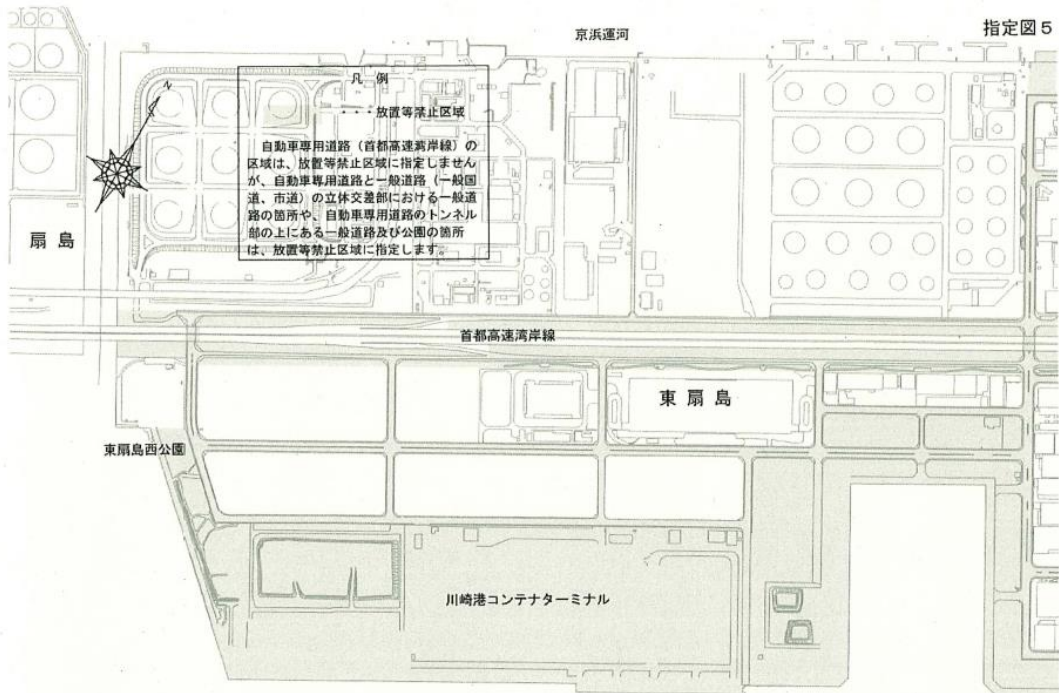 指定図5
京浜運河
凡例
・・・放置等禁止区域
自動車専用道路(首都高速湾岸線)の
区域は、放置等禁止区域に指定しません
が、自動車専用道路と一般道路(一般国
道、市道)の立体交差部における一般道
路の箇所や、自動車専用道路のトンネル
部の上にある一般道路及び公園の箇所
は、放置等禁止区域に指定します。
扇島
首都高速湾岸線
東扇島
東扇島西公園
川崎港コンテナターミナル